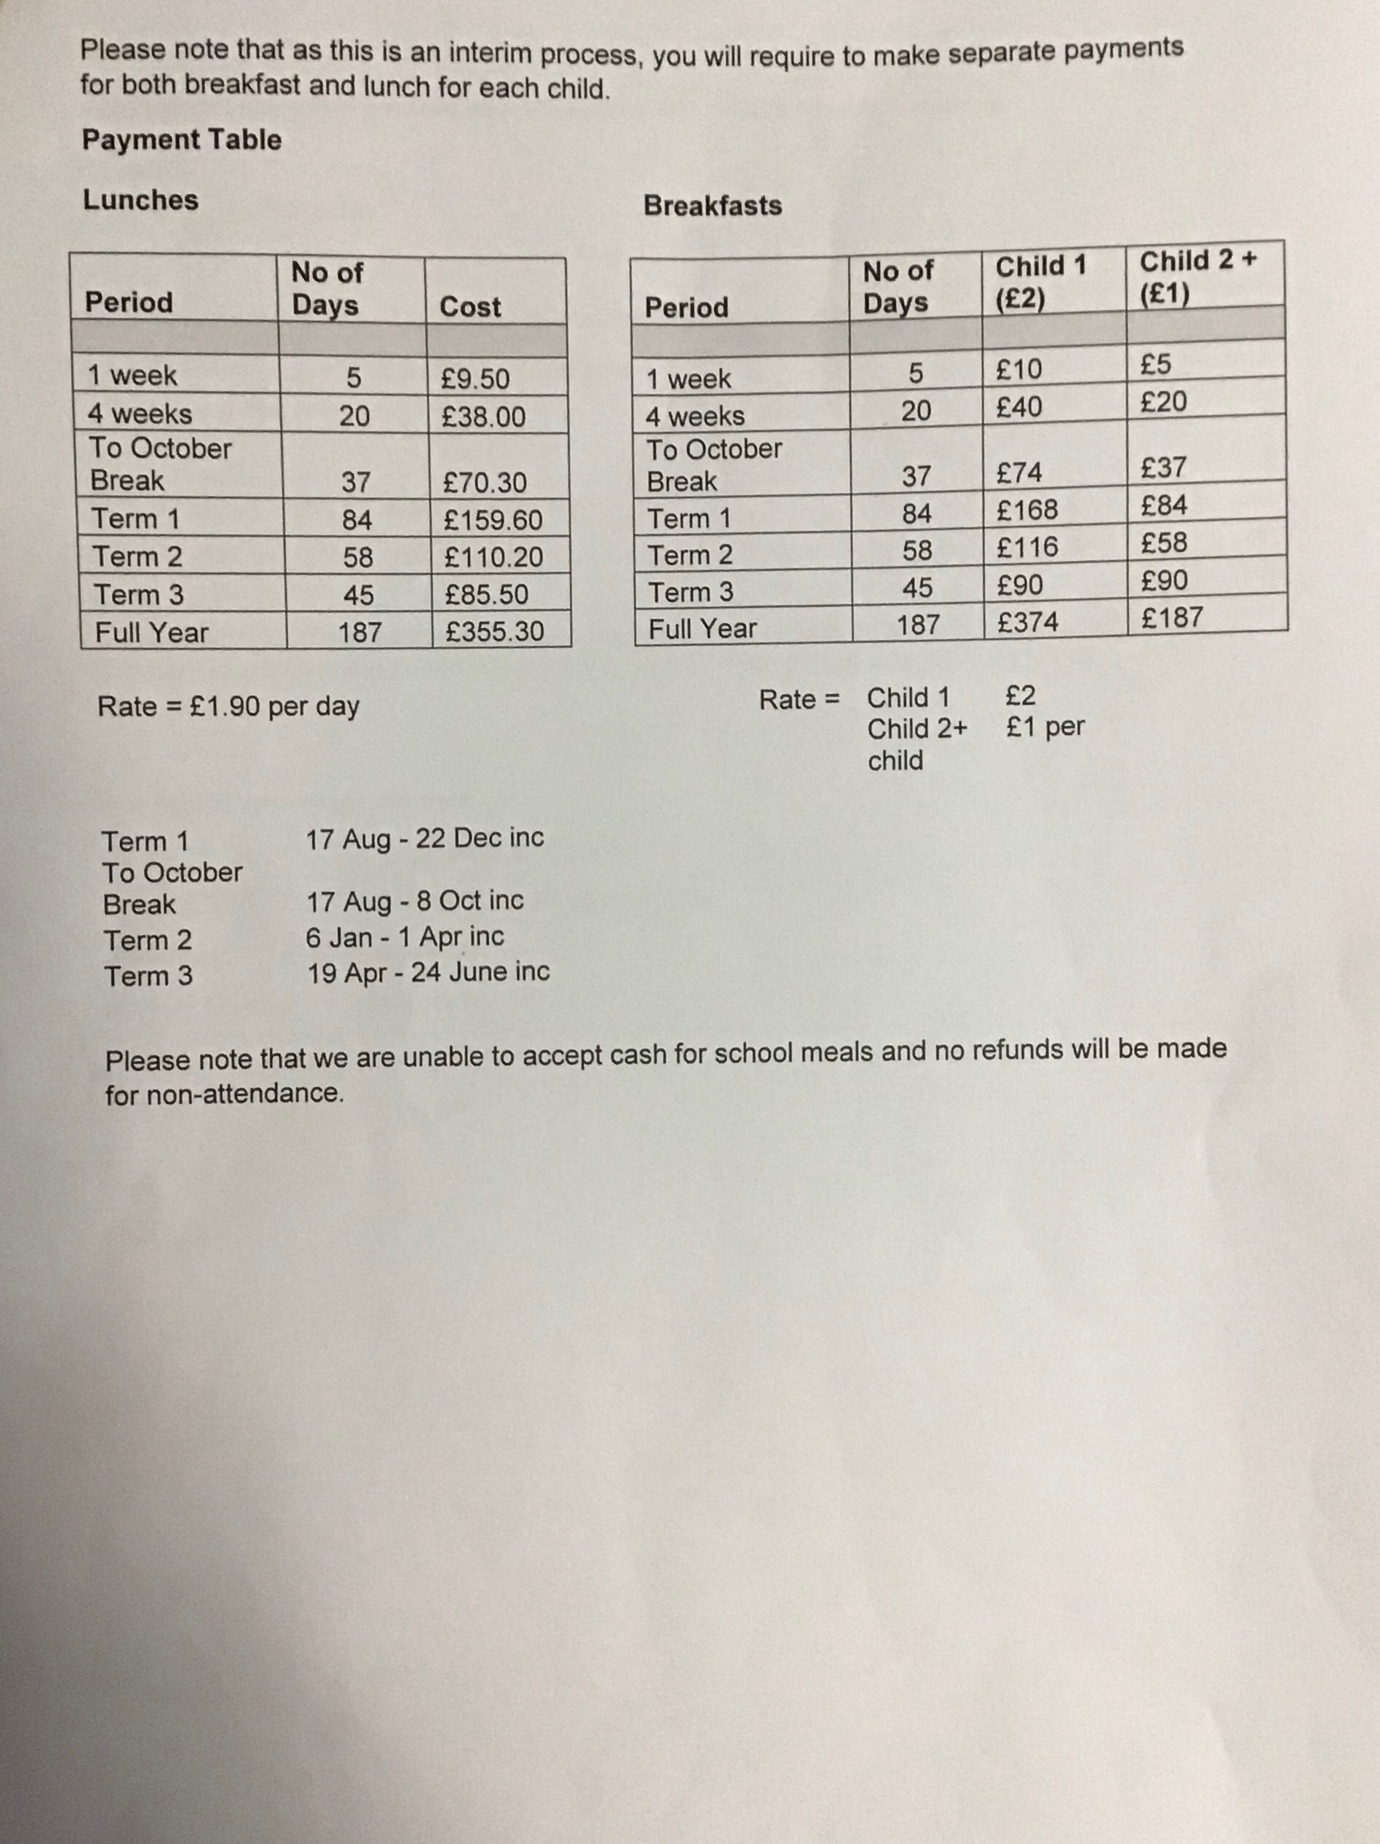 Please note that as this is an interim process, you will require to make separate payments
for both breakfast and lunch for each child.
Payment Table
Lunches
Period No of Days Cost
1 week 5 £9.50
4 weeks 20 £38.00
To October
Break 37 £70.30
Term 1 84 £159.60
Term 2 58 £110.20
Term 3 45 £85.50
Full Year 187 £355.30
Rate = £1.90 per day
Breakfasts
Period No of Days Child 1 (£2) Child 2 + (£1)
1 week 5 £10 £5
4 weeks 20 £40 £20
To October
Break 37 £74 £37
Term 1 84 £168 £84
Term 2 58 £116 £58
Term 3 45 £90 £90
Full Year 187 £374 £187
Rate = Child 1 £2
Child 2+ £1 per
child
Term 1 17 Aug - 22 Dec inc
To October
Break 17 Aug - 8 Oct inc
Term 2 6 Jan - 1 Apr inc
Term 3 19 Apr - 24 June inc
Please note that we are unable to accept cash for school meals and no refunds will be made
for non-attendance.